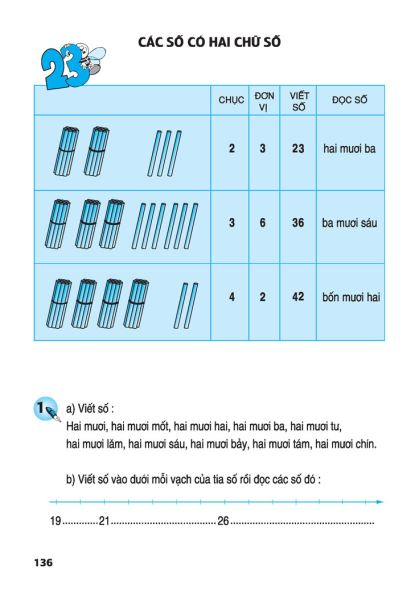 CÁC SỐ CÓ HAI CHỮ SỐ
23
CHỤC ĐƠN VỊ VIẾT SỐ ĐỌC SỐ
2 3 23 hai mươi ba
3 6 36 ba mươi sáu
4 2 42 bốn mươi hai
1 a) Viết số :
Hai mươi, hai mươi mốt, hai mươi hai, hai mươi ba, hai mươi tư,
hai mươi lăm, hai mươi sáu, hai mươi bảy, hai mươi tám, hai mươi chín.
b) Viết số vào dưới mỗi vạch của tia số rồi đọc các số đó :
19.............21........................................26......................................................
136